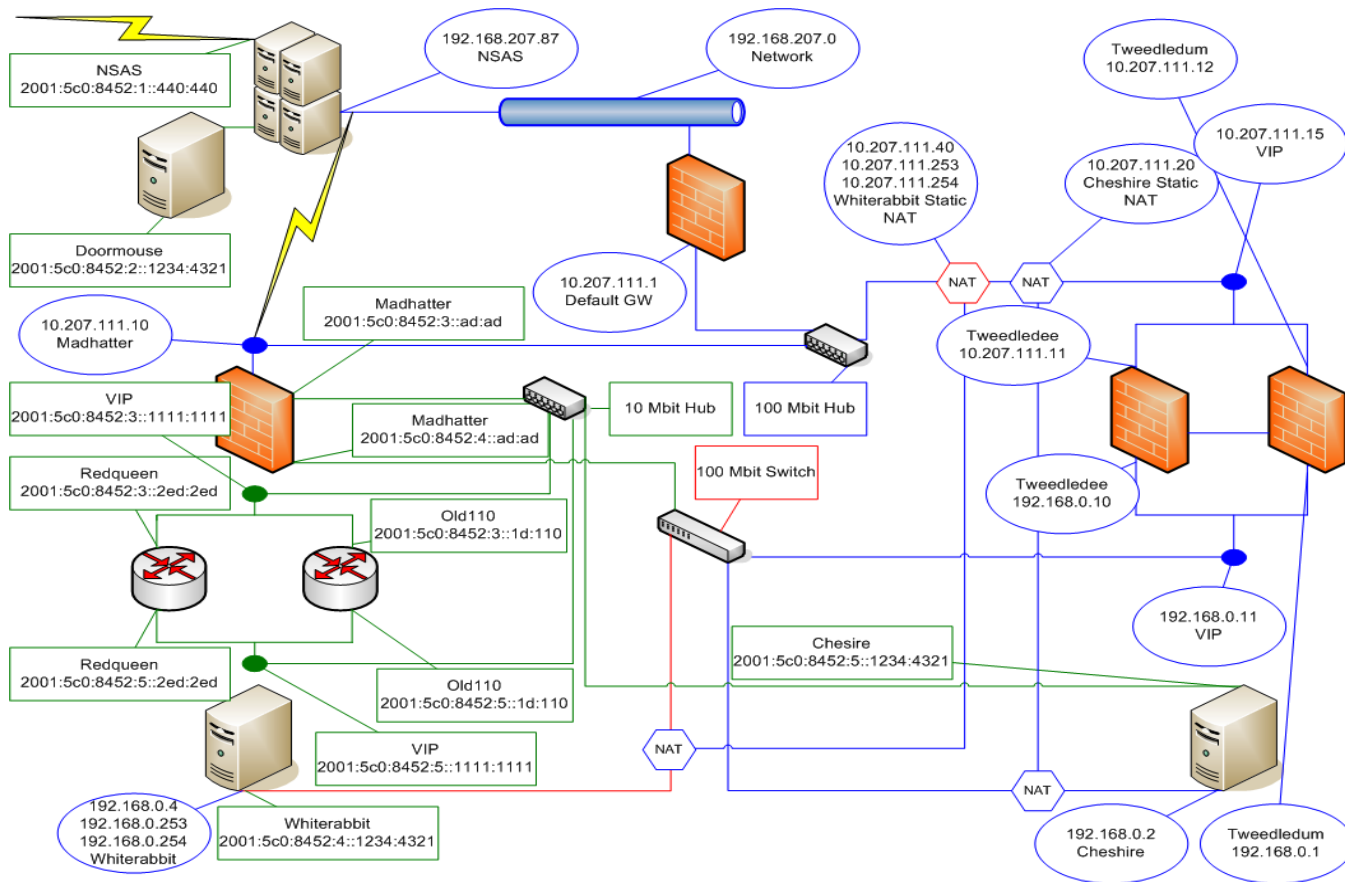 NSAS
2001:5c0:8452:1::440:440
192.168.207.87
NSAS
192.168.207.0
Network
Tweedledum
10.207.111.12
10.207.111.15
VIP
10.207.111.40
10.207.111.253
10.207.111.254
Whiterabbit Static
NAT
10.207.111.20
Cheshire Static
NAT
Doormouse
2001:5c0:8452:2::1234:4321
10.207.111.1
Default GW
NAT
NAT
10.207.111.10
Madhatter
Madhatter
2001:5c0:8452:3::ad:ad
Tweedledee
10.207.111.11
VIP
2001:5c0:8452:3::1111:1111
10 Mbit Hub
100 Mbit Hub
Madhatter
2001:5c0:8452:4::ad:ad
100 Mbit Switch
Redqueen
2001:5c0:8452:3::2ed:2ed
Tweedledee
192.168.0.10
Old110
2001:5c0:8452:3::1d:110
192.168.0.11
VIP
Chesire
2001:5c0:8452:5::1234:4321
Redqueen
2001:5c0:8452:5::2ed:2ed
Old110
2001:5c0:8452:5::1d:110
VIP
2001:5c0:8452:5::1111:1111
NAT
NAT
192.168.0.4
192.168.0.253
192.168.0.254
Whiterabbit
Whiterabbit
2001:5c0:8452:4::1234:4321
192.168.0.2
Cheshire
Tweedledum
192.168.0.1